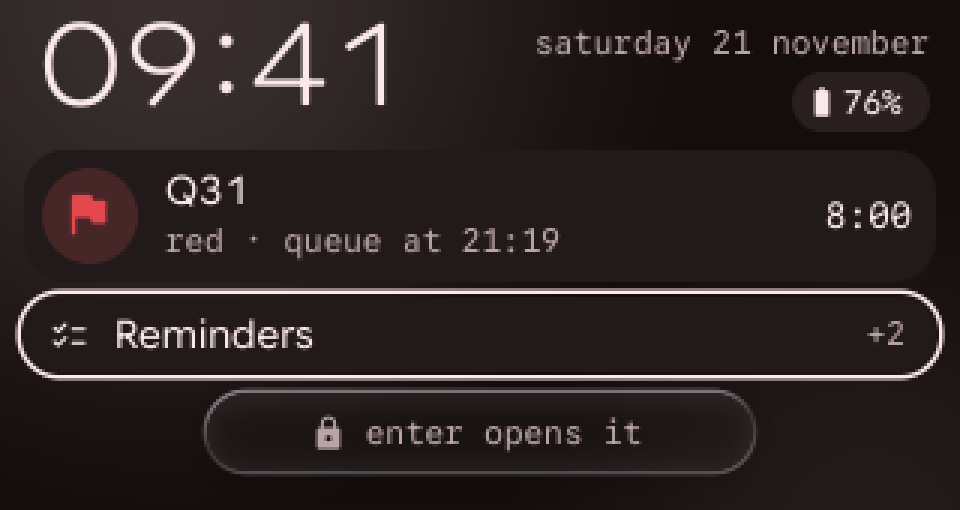 09:41
saturday 21 november
76%
Q31
red · queue at 21:19
8:00
Reminders
+2
enter opens it